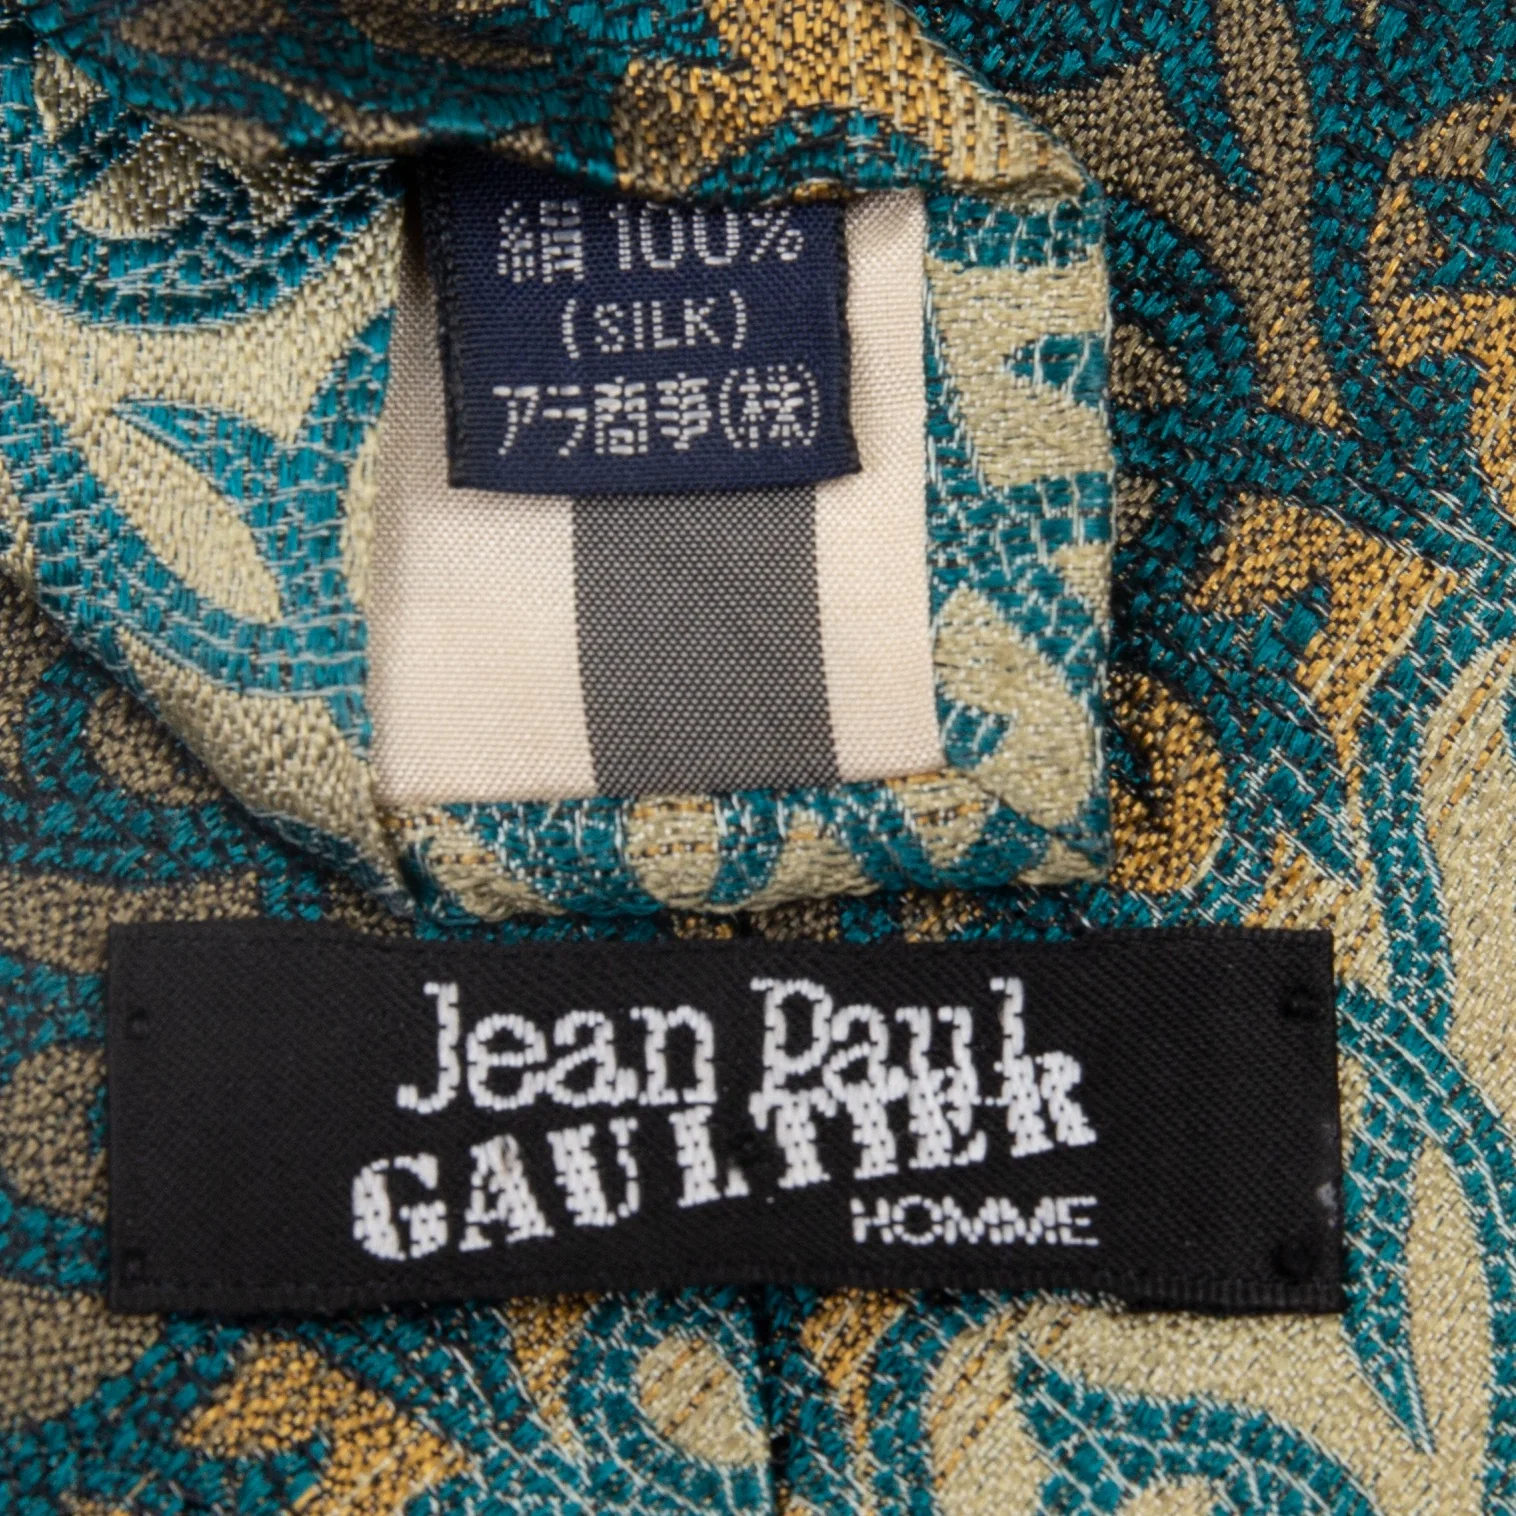 絹 100%
(SILK)
アラ商事(株)
Jean Paul
GAULTIER
HOMME